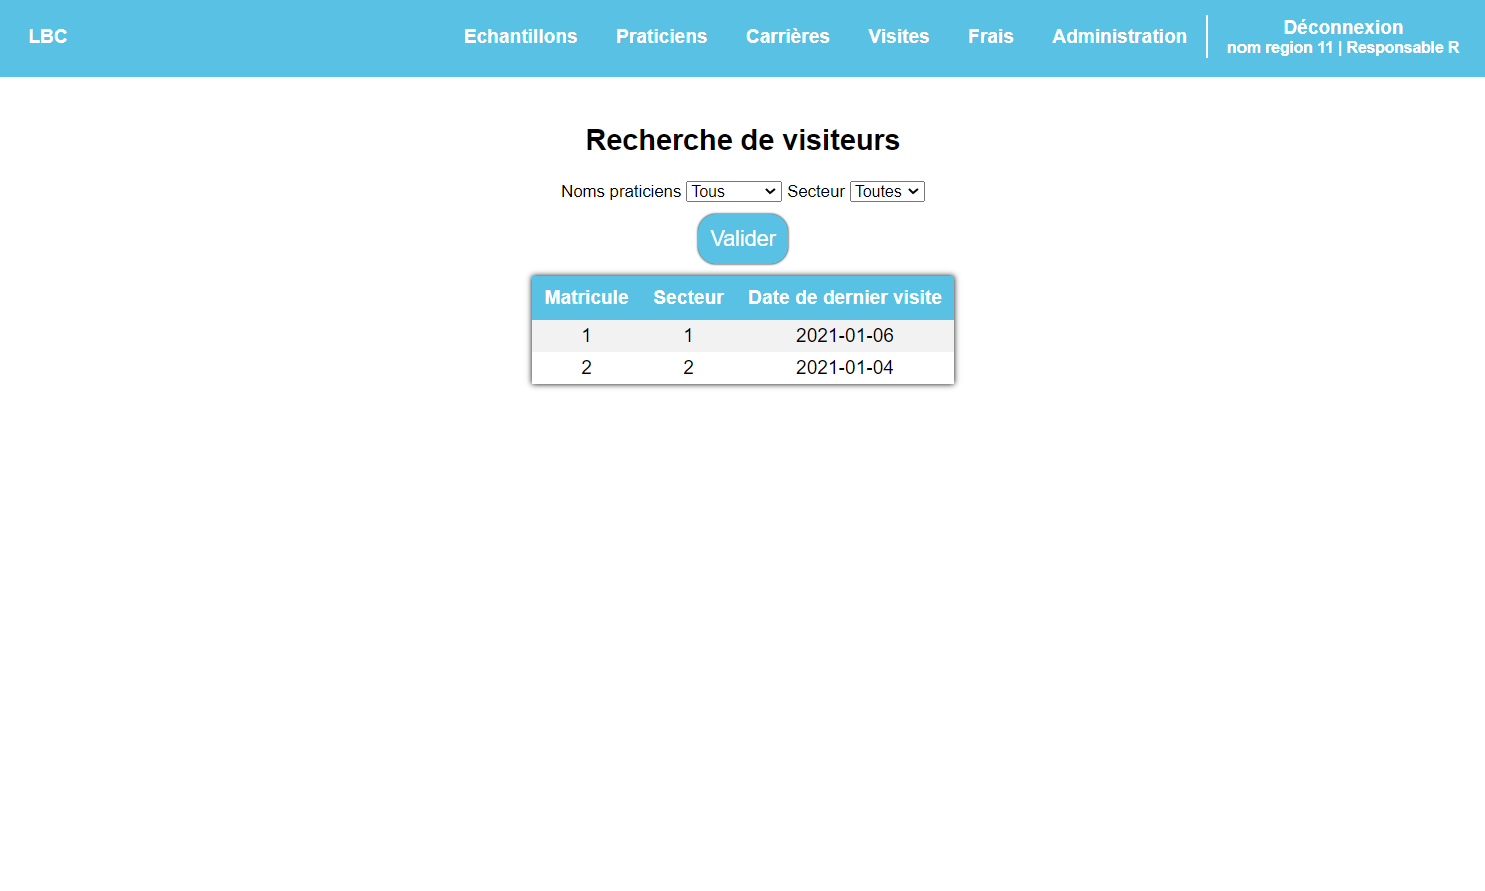 LBC Echantillons Praticiens Carrières Visites Frais Administration Déconnexion
nom region 11 | Responsable R
Recherche de visiteurs
Noms praticiens Tous Secteur Toutes
Valider
Matricule Secteur Date de dernier visite
1 1 2021-01-06
2 2 2021-01-04